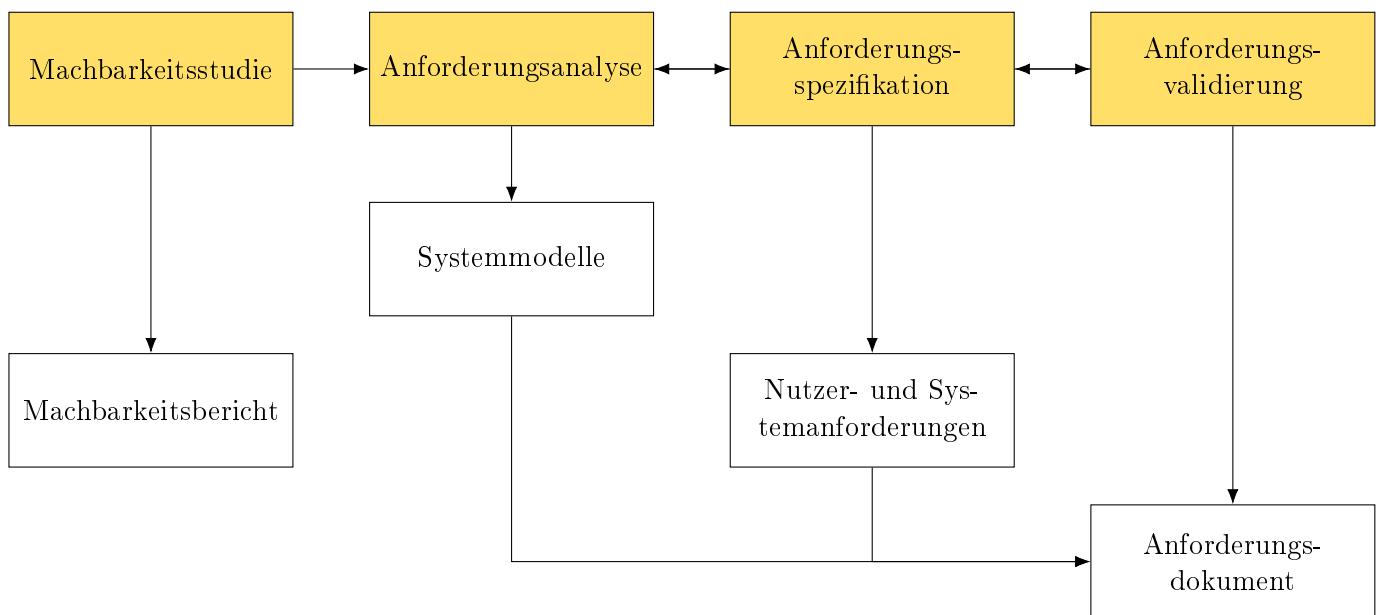 Machbarkeitsstudie
Anforderungsanalyse
Anforderungs-
spezifikation
Anforderungs-
validierung
Systemmodelle
Machbarkeitsbericht
Nutzer- und Sys-
temanforderungen
Anforderungs-
dokument